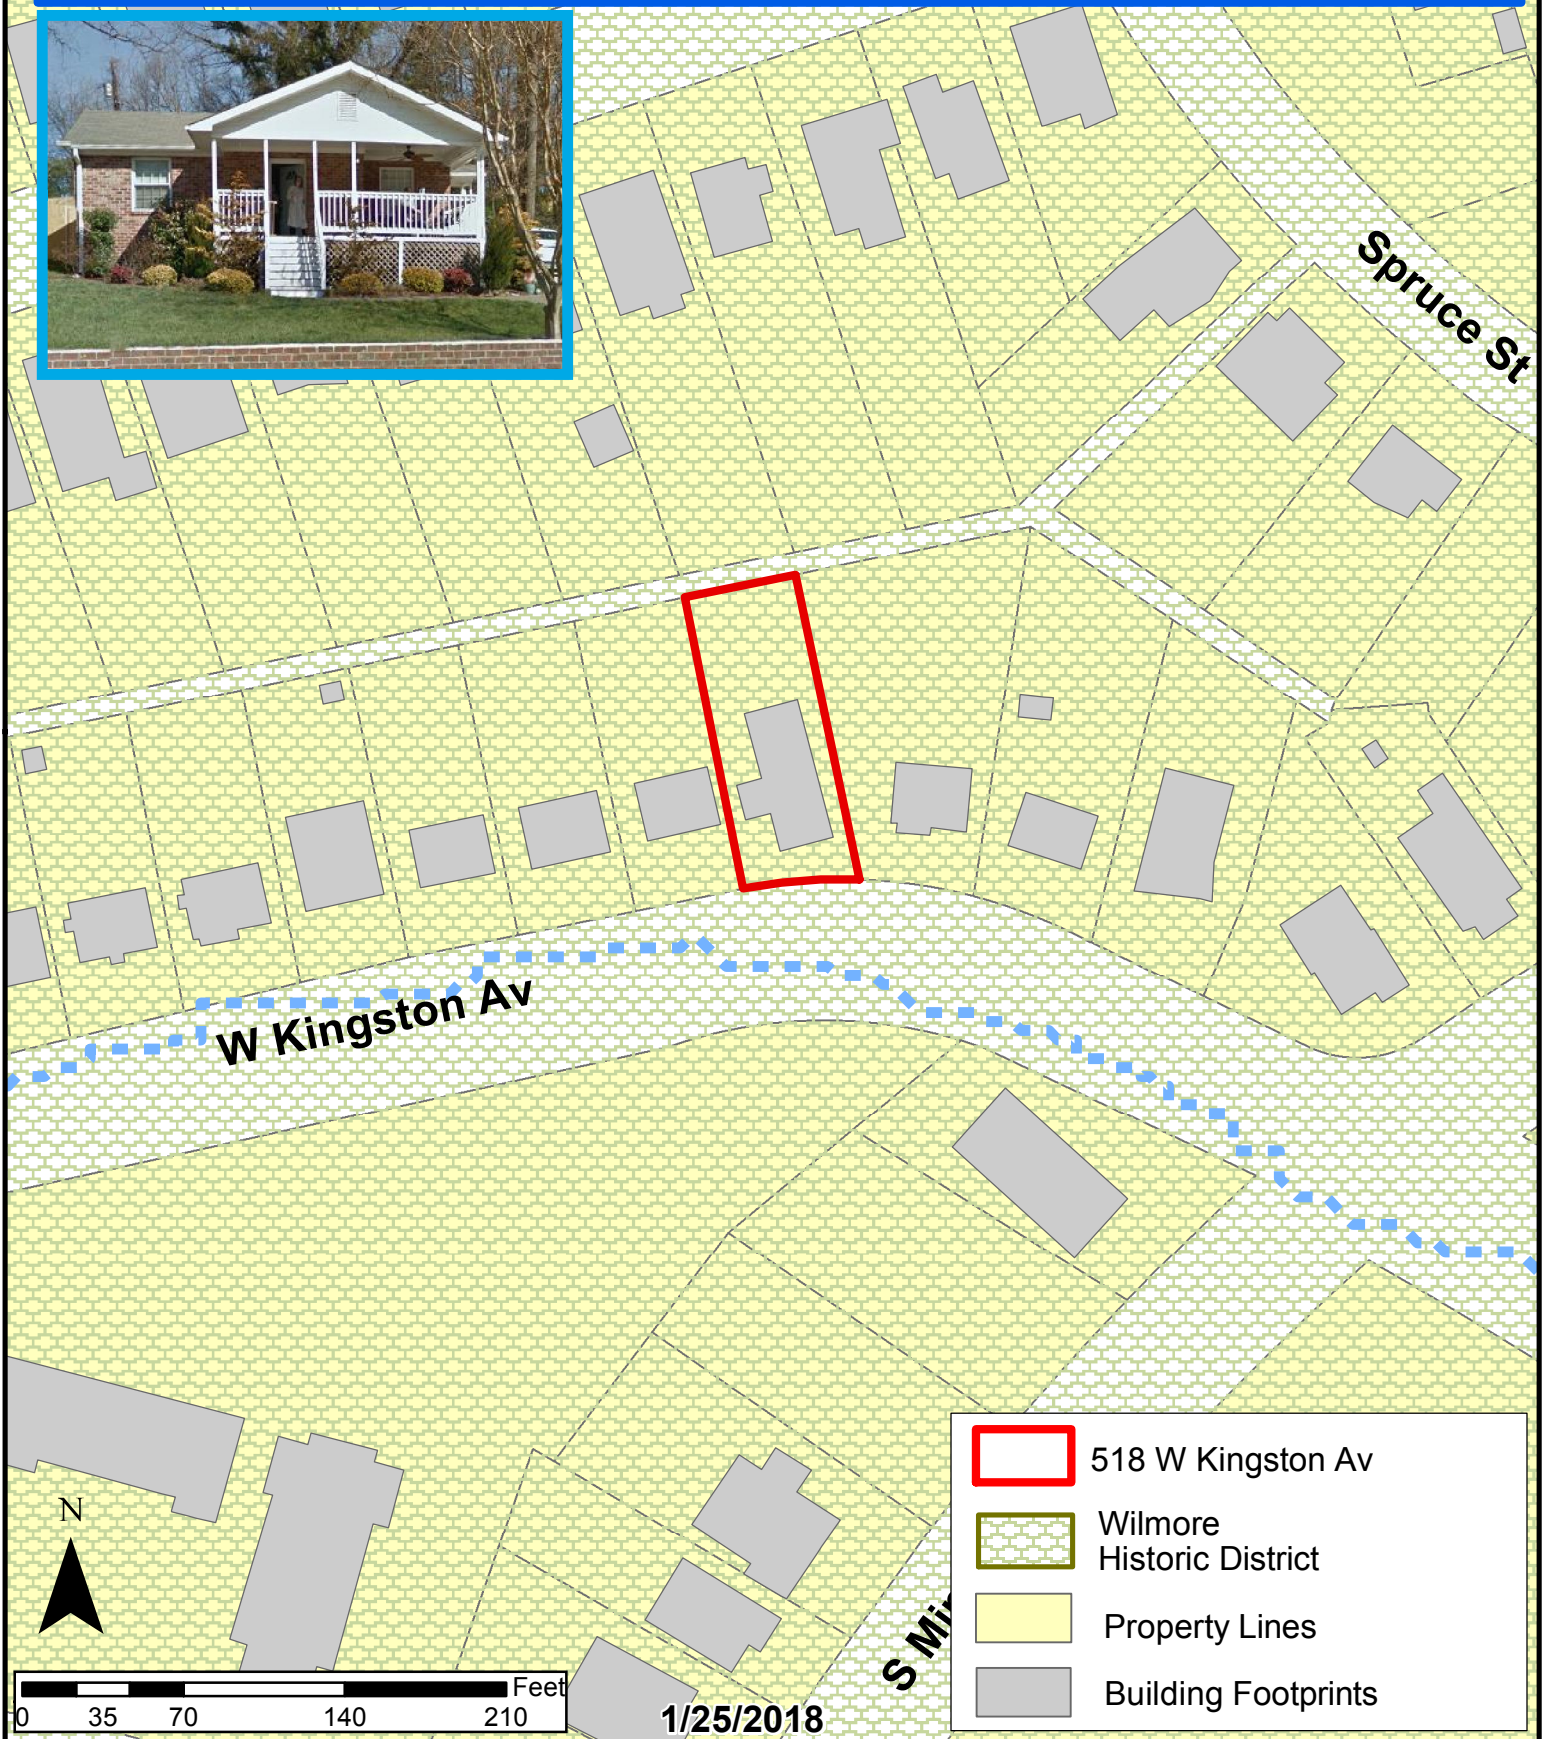 Spruce St
W Kingston Av
S
518 W Kingston Av
Wilmore
Historic District
Property Lines
Building Footprints
N
Feet
0 35 70 140 210
1/25/2018